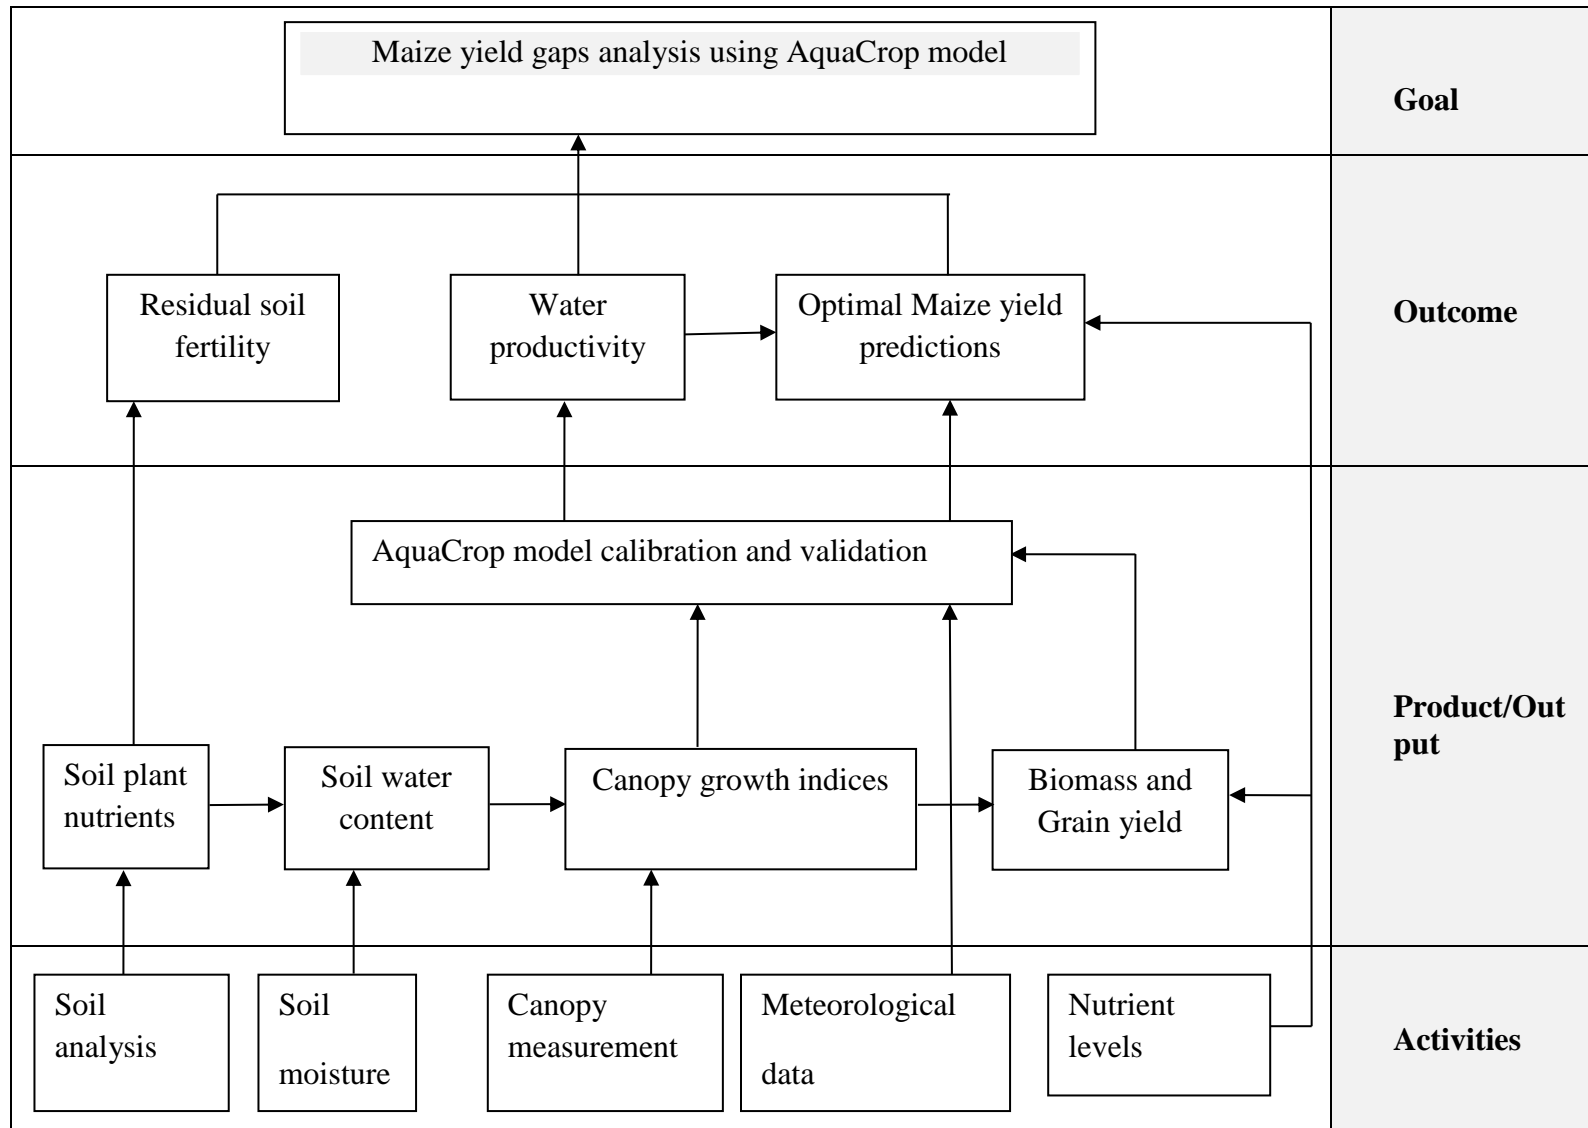 Maize yield gaps analysis using AquaCrop model
Goal
Residual soil
fertility
Water
productivity
Optimal Maize yield
predictions
Outcome
AquaCrop model calibration and validation
Soil plant
nutrients
Soil water
content
Canopy growth indices
Biomass and
Grain yield
Product/Out
put
Soil
analysis
Soil
moisture
Canopy
measurement
Meteorological
data
Nutrient
levels
Activities